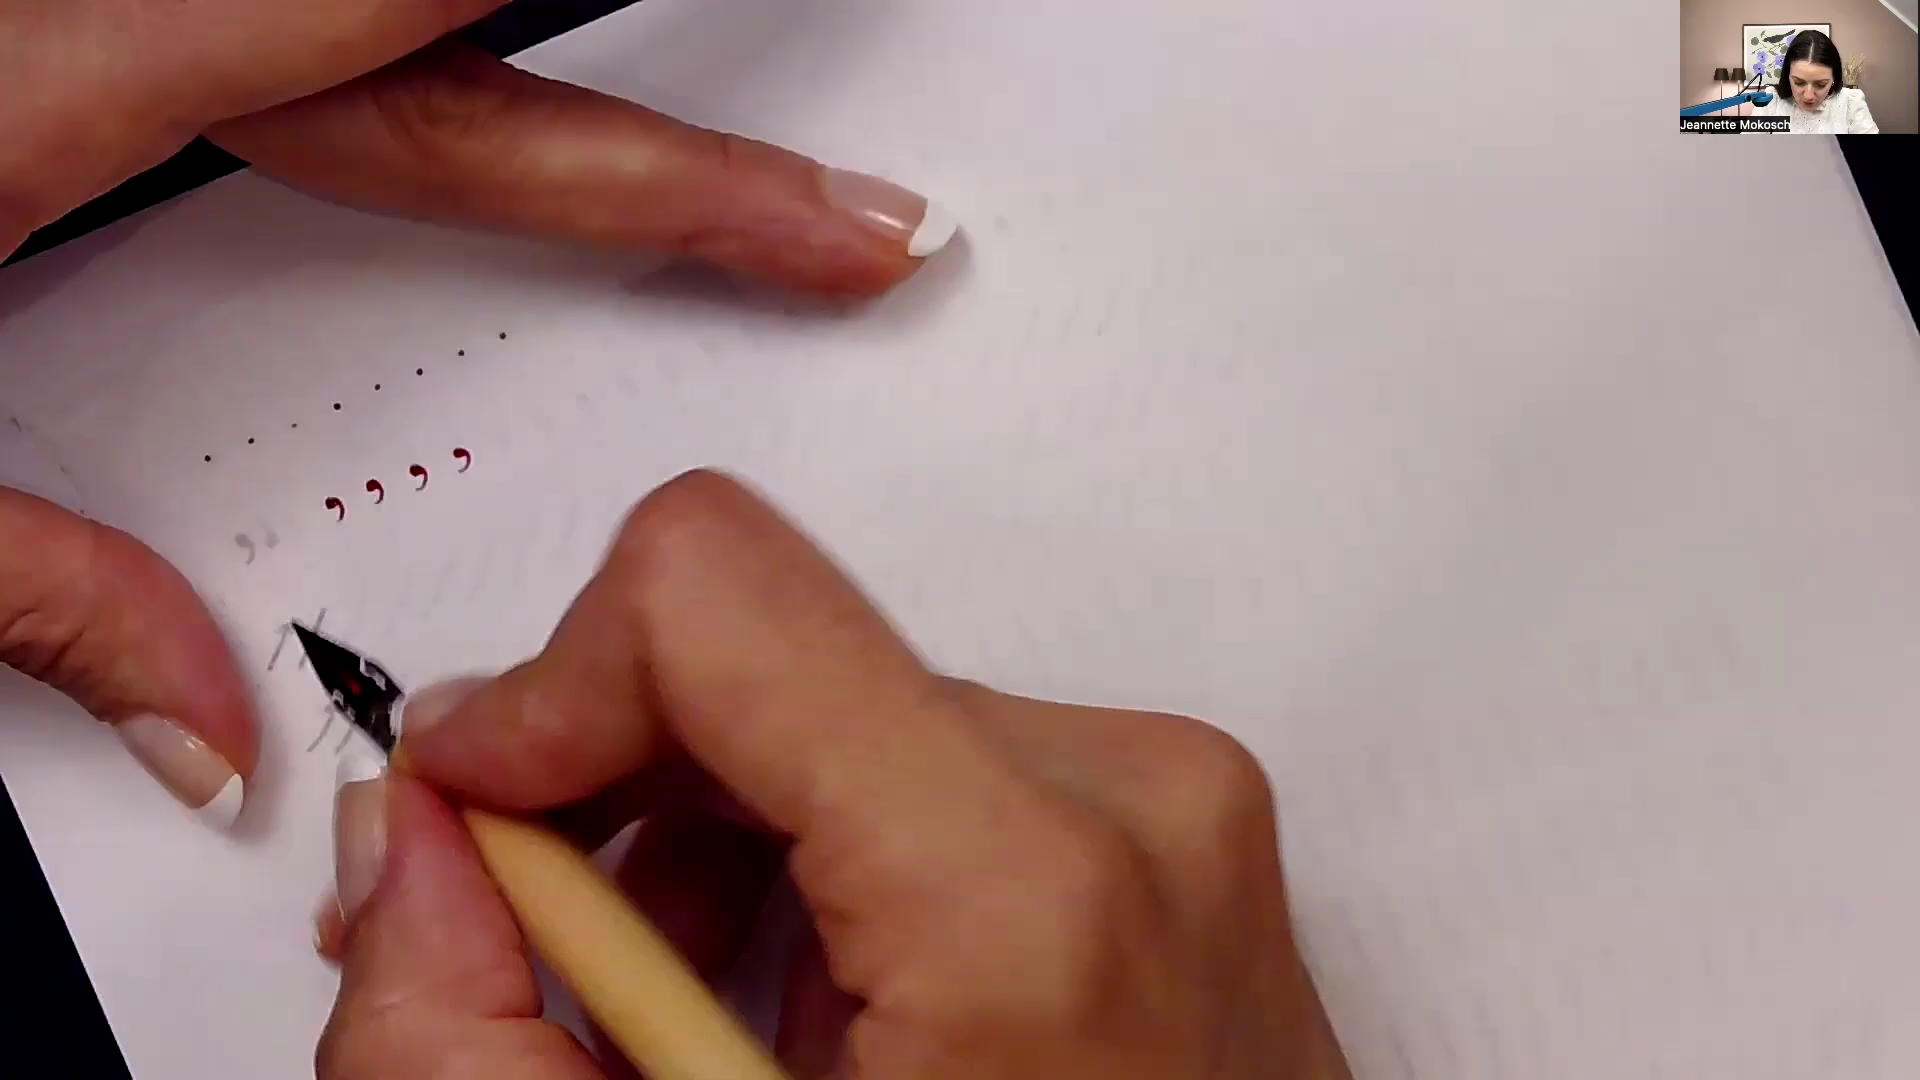 Jeannette Mokosch
. . . . . . . .
, , , ,